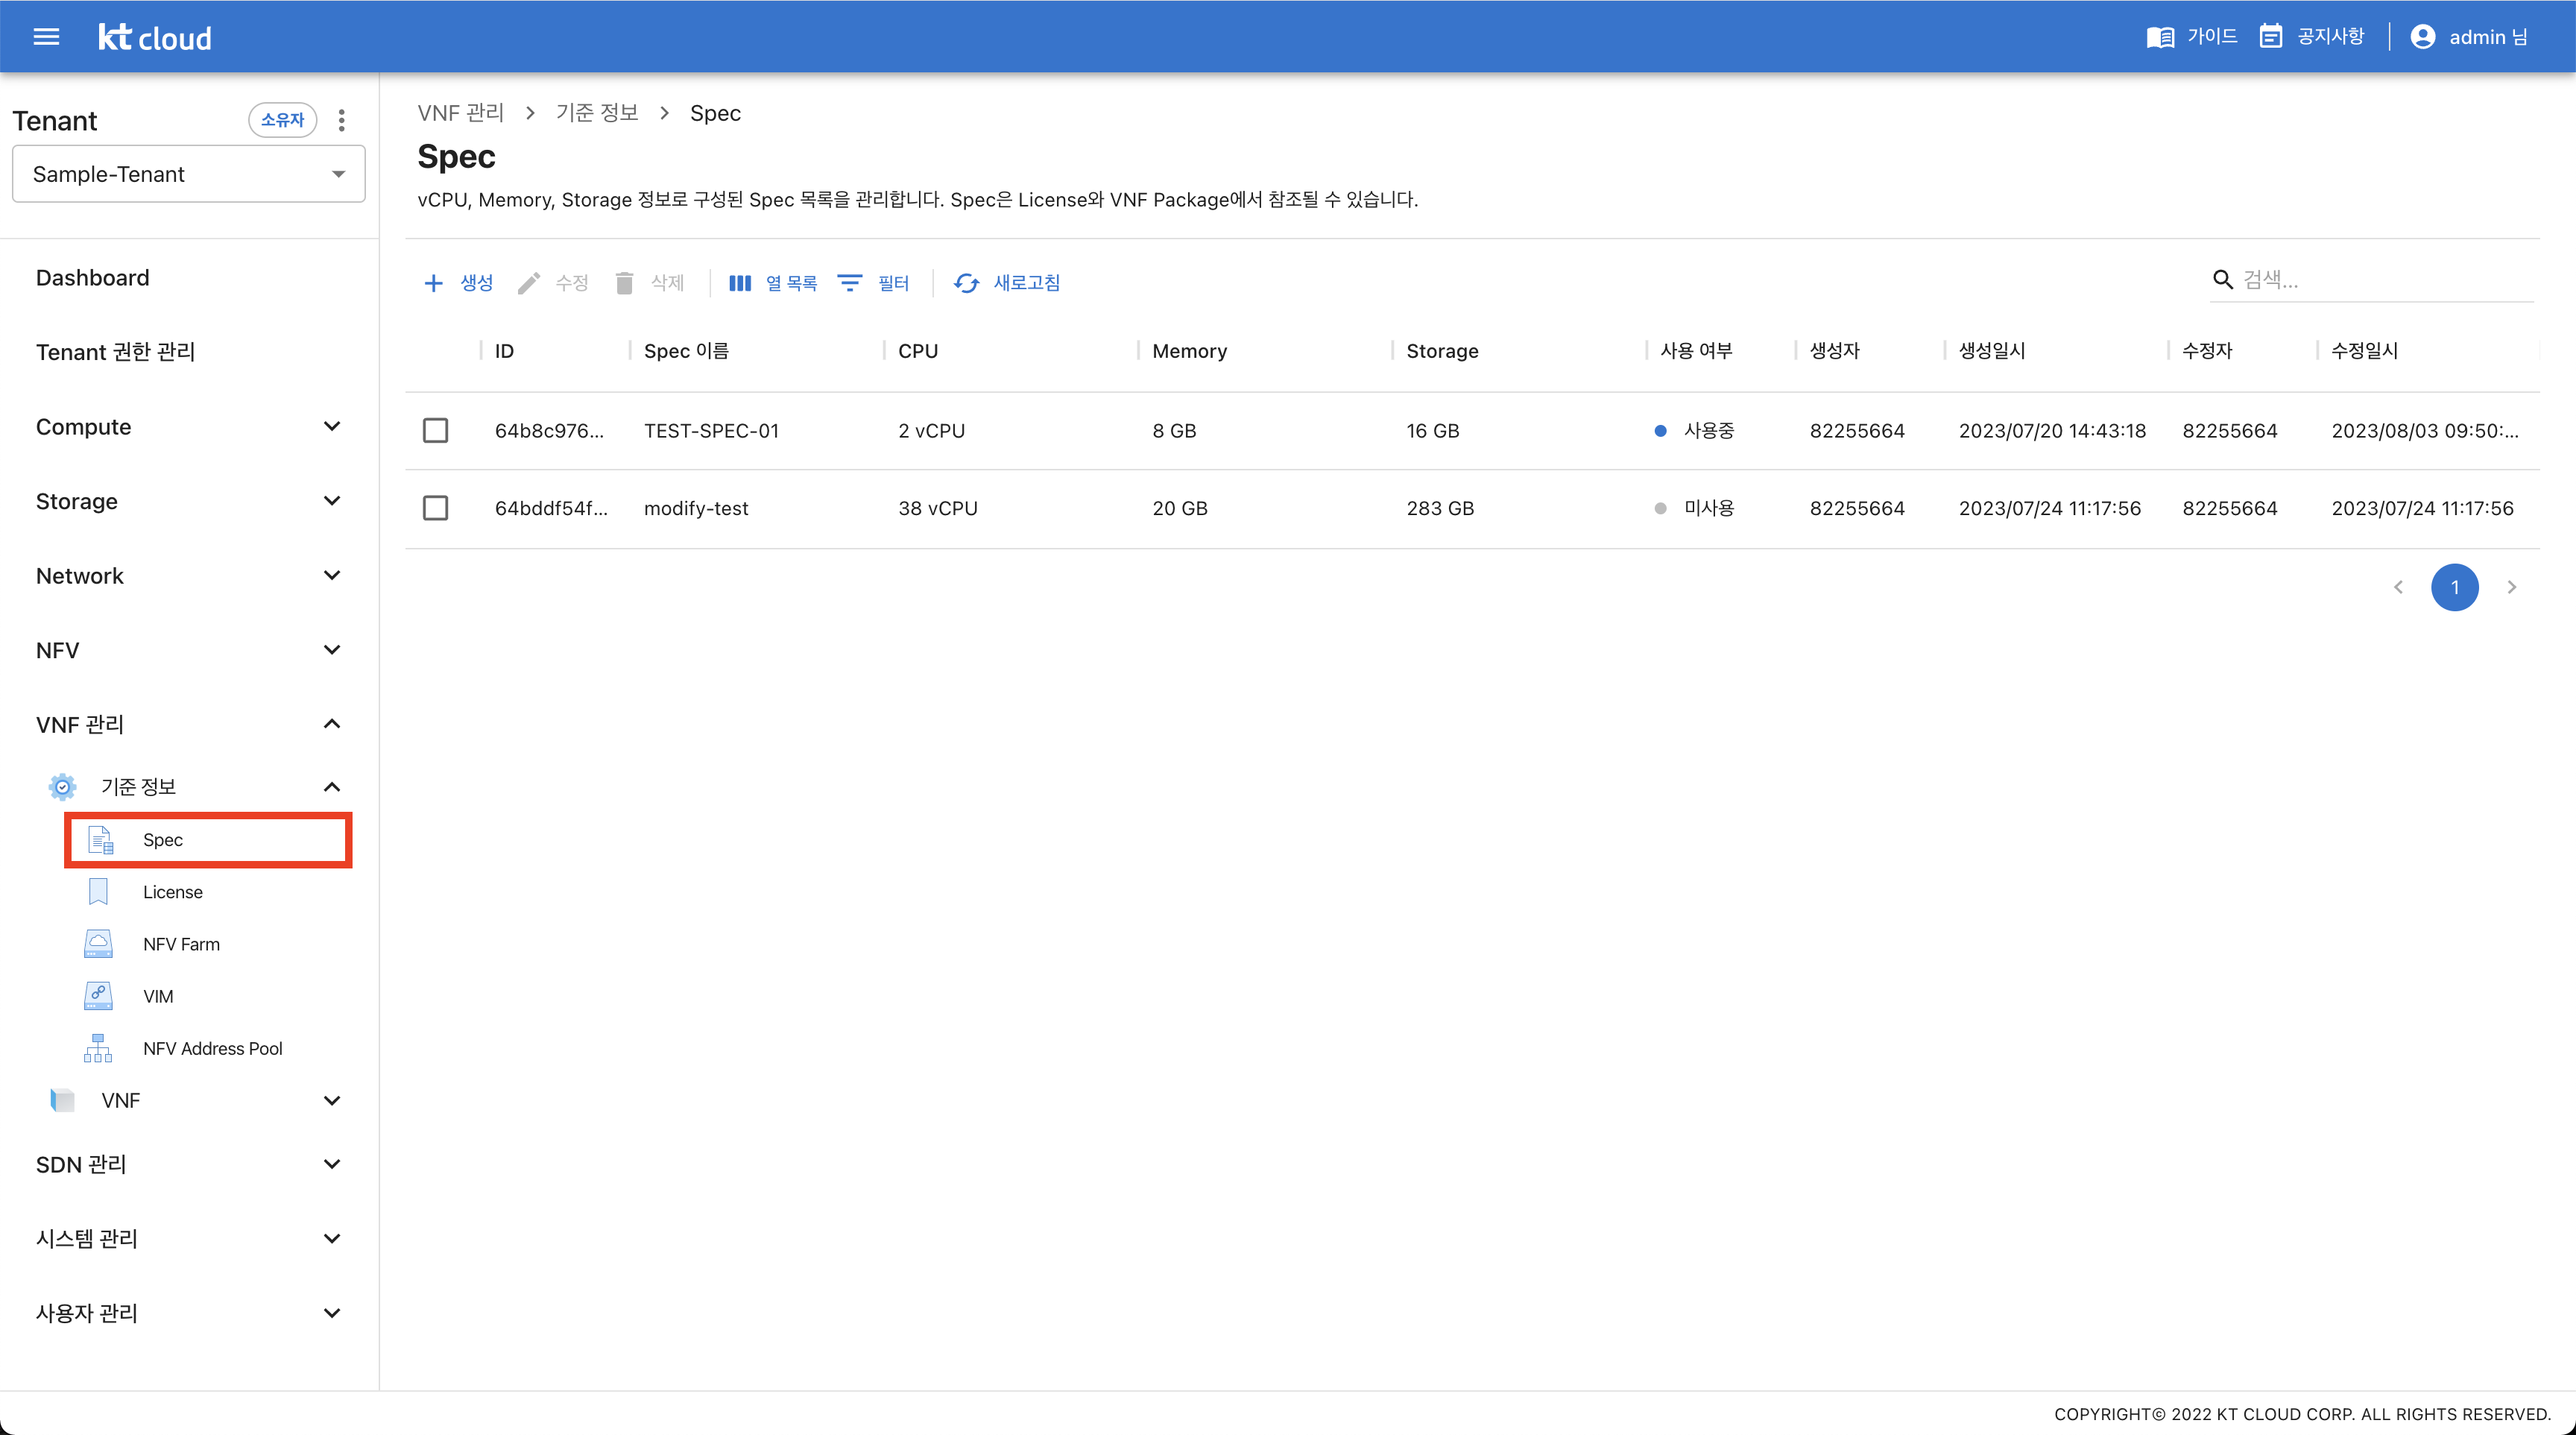 kt cloud
가이드 공지사항 admin 님
Tenant 소유자
Sample-Tenant
Dashboard
Tenant 권한 관리
Compute
Storage
Network
NFV
VNF 관리
기준 정보
Spec
License
NFV Farm
VIM
NFV Address Pool
VNF
SDN 관리
시스템 관리
사용자 관리
VNF 관리 > 기준 정보 > Spec
Spec
vCPU, Memory, Storage 정보로 구성된 Spec 목록을 관리합니다. Spec은 License와 VNF Package에서 참조될 수 있습니다.
생성 수정 삭제 열 목록 필터 새로고침 검색...
ID Spec 이름 CPU Memory Storage 사용 여부 생성자 생성일시 수정자 수정일시
64b8c976... TEST-SPEC-01 2 vCPU 8 GB 16 GB 사용중 82255664 2023/07/20 14:43:18 82255664 2023/08/03 09:50:...
64bddf54f... modify-test 38 vCPU 20 GB 283 GB 미사용 82255664 2023/07/24 11:17:56 82255664 2023/07/24 11:17:56
1
COPYRIGHT© 2022 KT CLOUD CORP. ALL RIGHTS RESERVED.